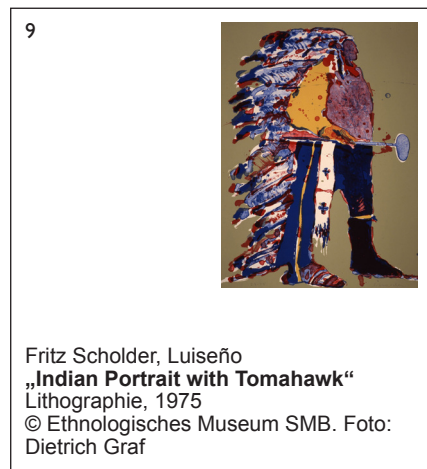 9
Fritz Scholder, Luiseño
„Indian Portrait with Tomahawk“
Lithographie, 1975
© Ethnologisches Museum SMB. Foto:
Dietrich Graf